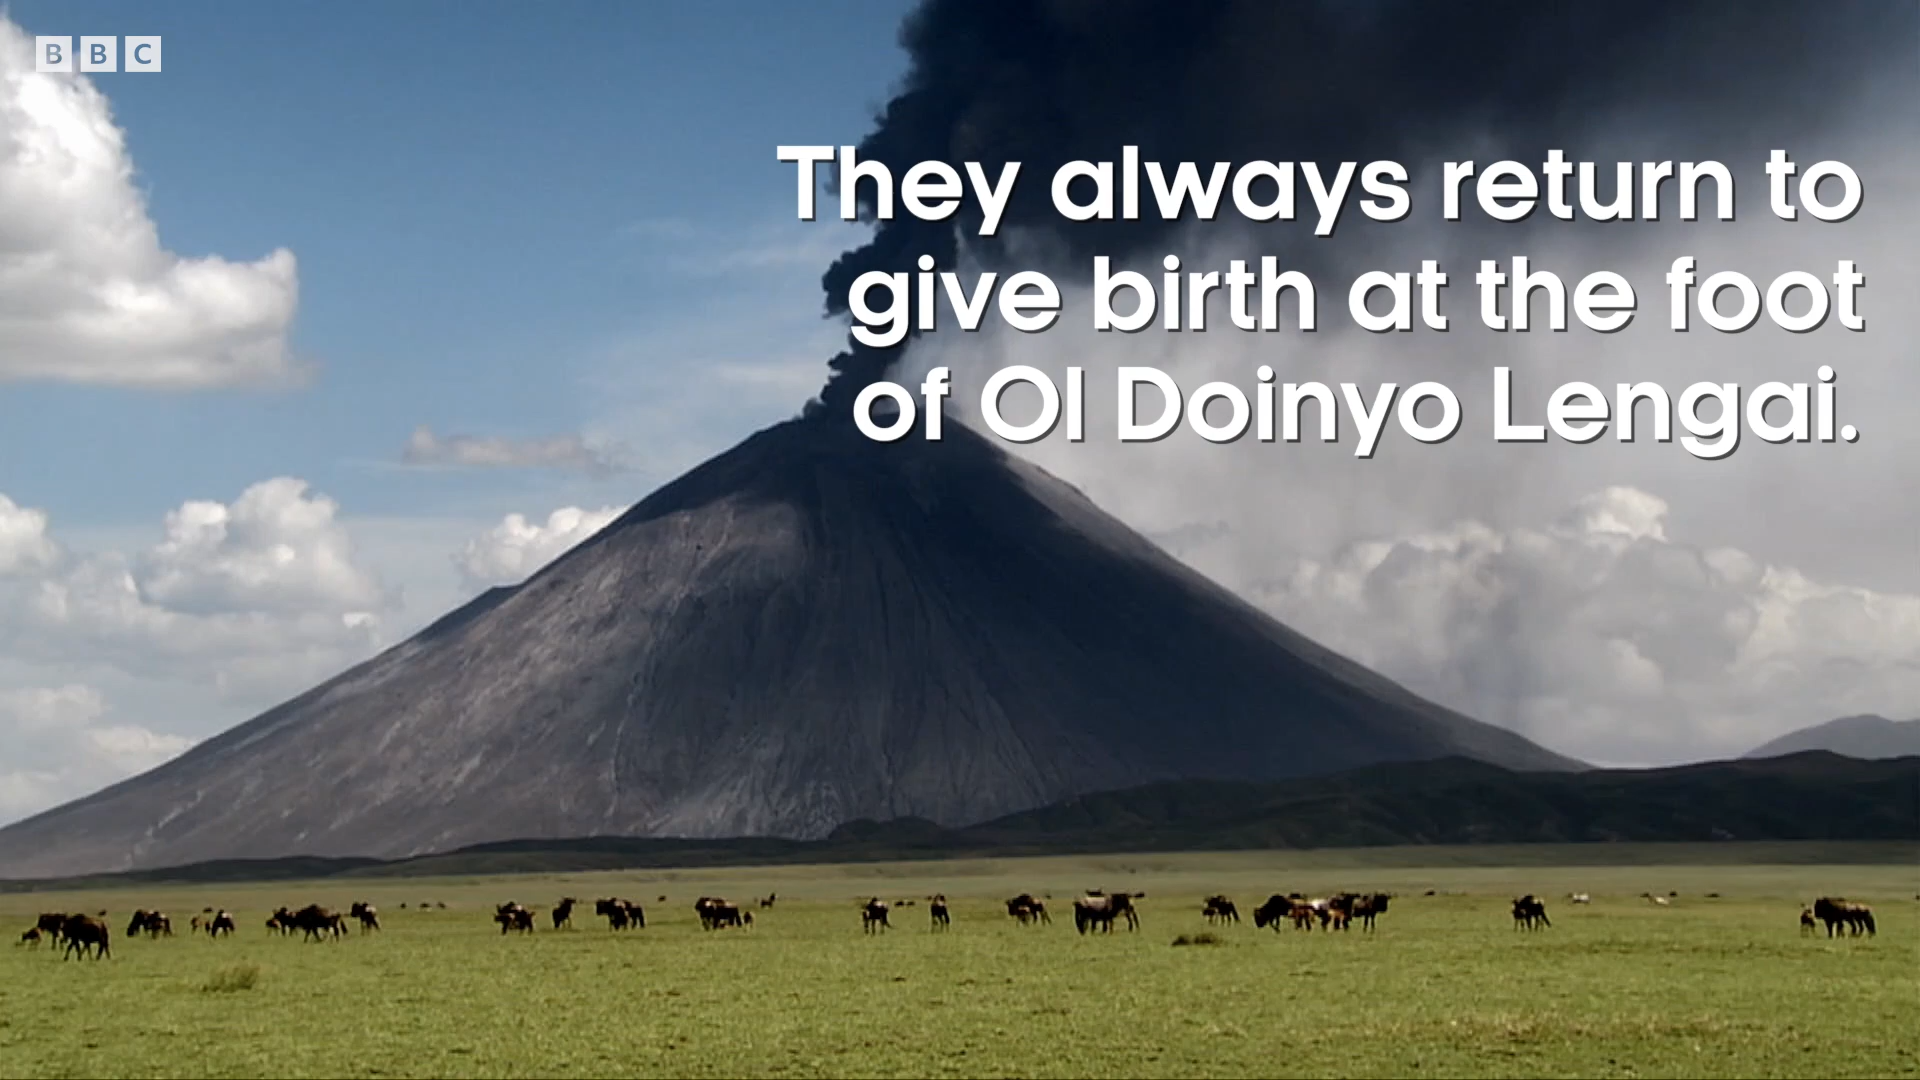 BBC
They always return to
give birth at the foot
of Ol Doinyo Lengai.